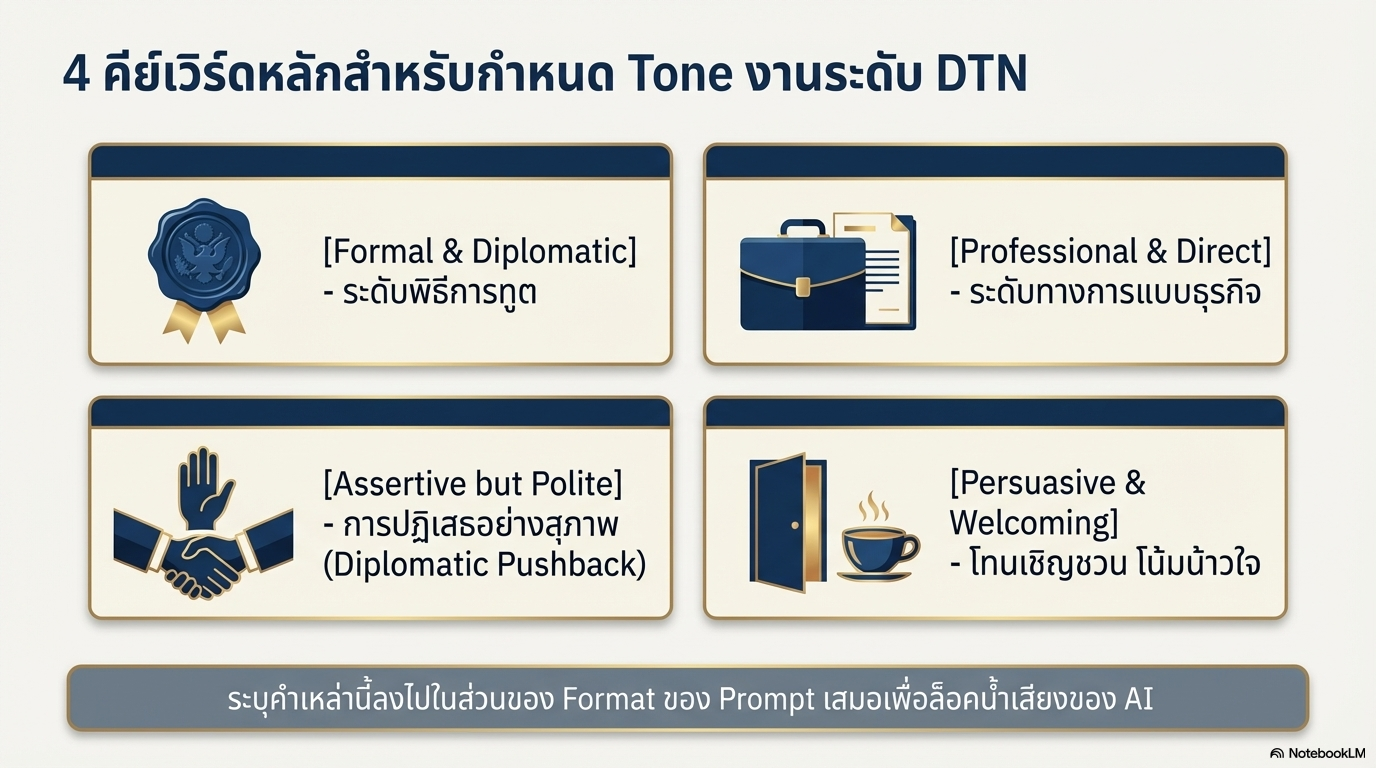 4 คีย์เวิร์ดหลักสำหรับกำหนด Tone งานระดับ DTN
[Formal & Diplomatic]
- ระดับพิธีการทูต
[Professional & Direct]
- ระดับทางการแบบธุรกิจ
[Assertive but Polite]
- การปฏิเสธอย่างสุภาพ
(Diplomatic Pushback)
[Persuasive &
Welcoming]
- โทนเชิญชวน โน้มน้าวใจ
ระบุคำเหล่านี้ลงไปในส่วนของ Format ของ Prompt เสมอเพื่อล็อคน้ำเสียงของ AI
NotebookLM